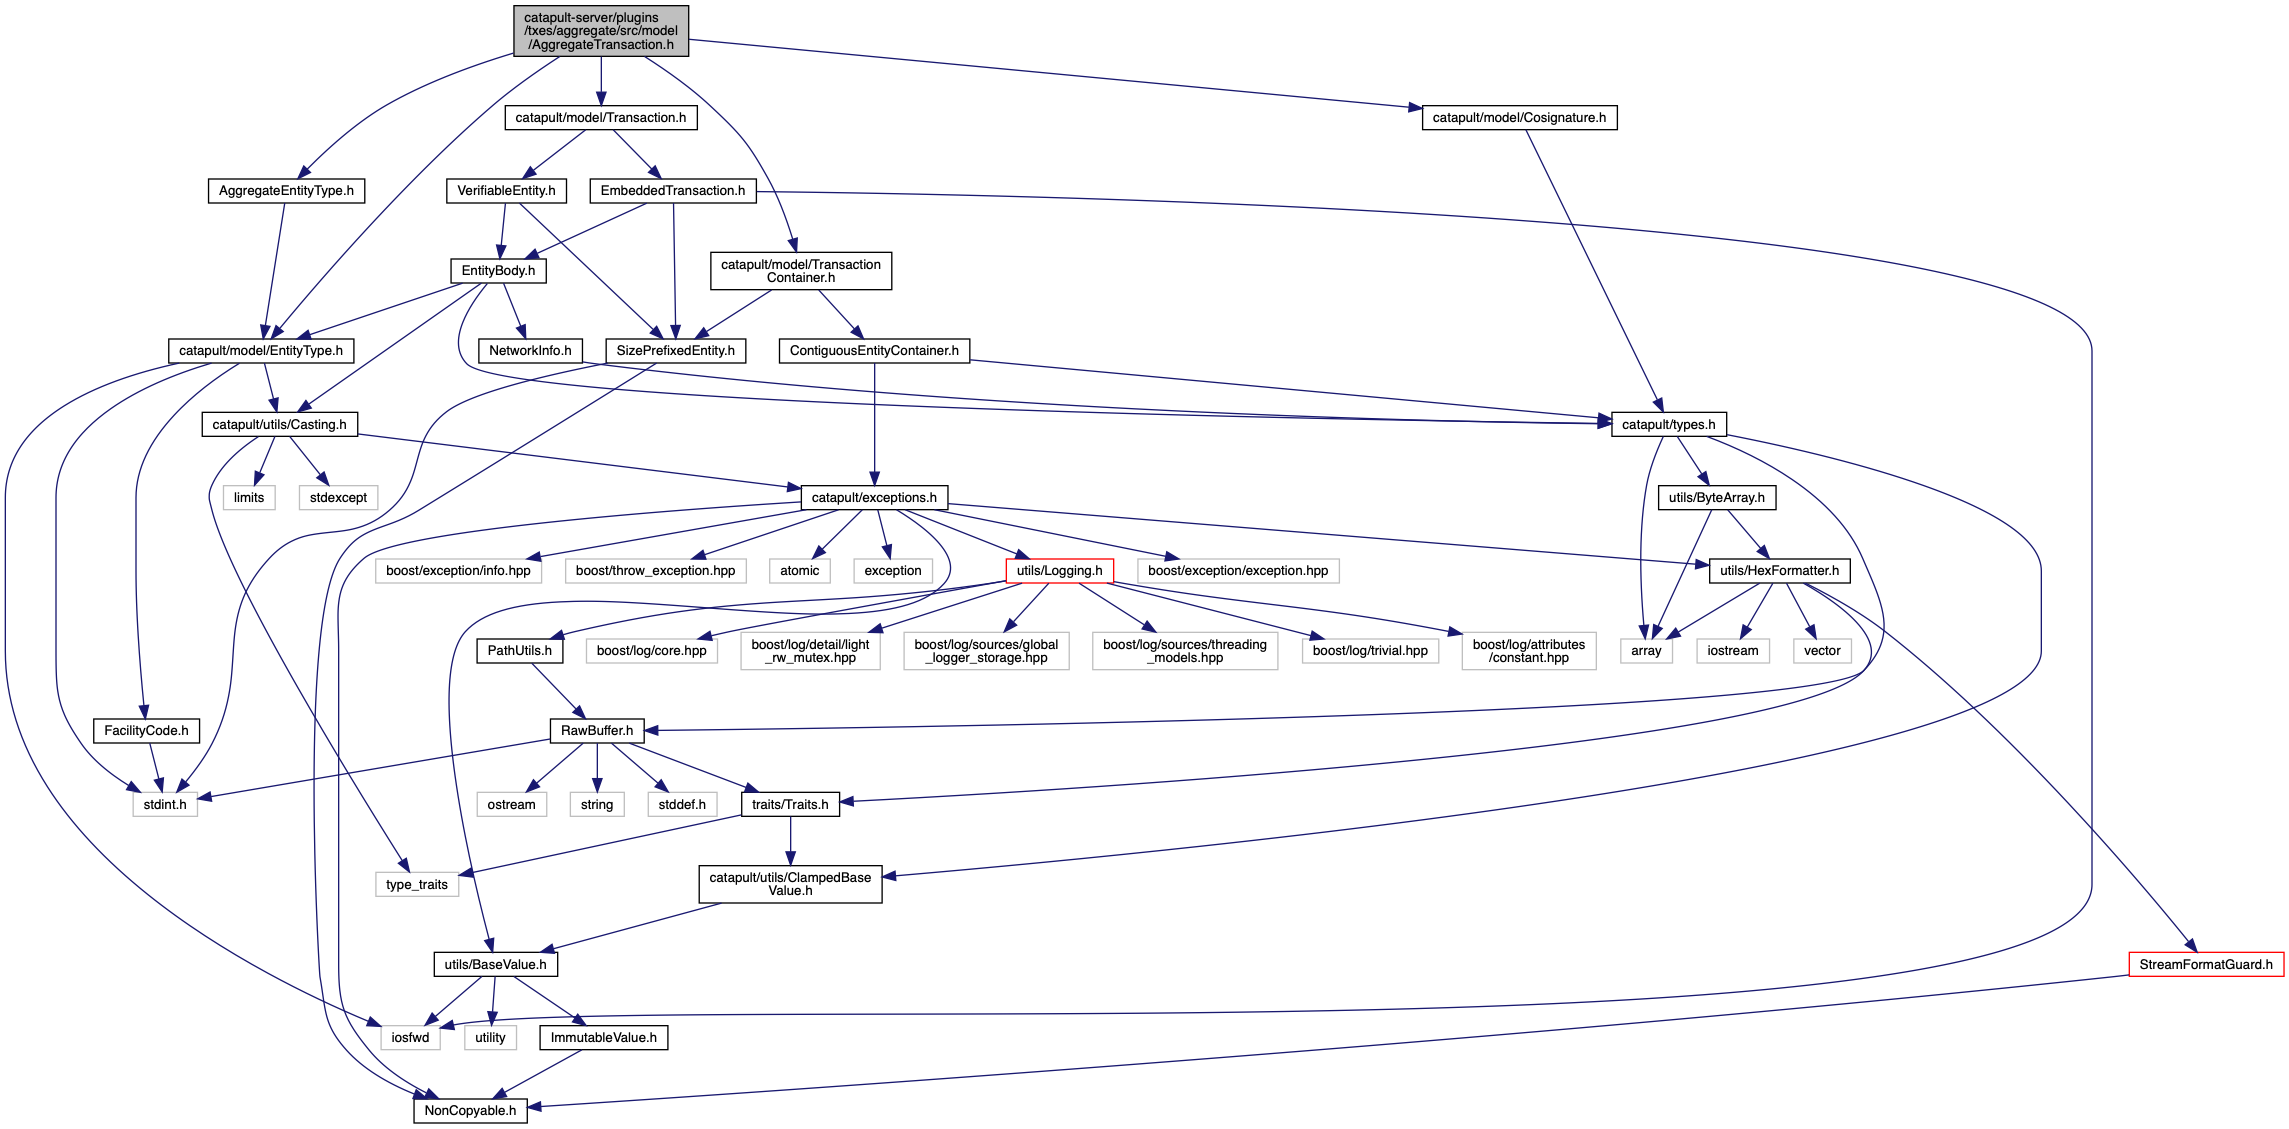 catapult-server/plugins
/txes/aggregate/src/model
/AggregateTransaction.h
catapult/model/Transaction.h
catapult/model/Cosignature.h
AggregateEntityType.h
VerifiableEntity.h
EmbeddedTransaction.h
EntityBody.h
catapult/model/Transaction
Container.h
catapult/model/EntityType.h
NetworkInfo.h
SizePrefixedEntity.h
ContiguousEntityContainer.h
catapult/utils/Casting.h
catapult/types.h
limits
stdexcept
catapult/exceptions.h
utils/ByteArray.h
boost/exception/info.hpp
boost/throw_exception.hpp
atomic
exception
utils/Logging.h
boost/exception/exception.hpp
utils/HexFormatter.h
PathUtils.h
boost/log/core.hpp
boost/log/detail/light
_rw_mutex.hpp
boost/log/sources/global
_logger_storage.hpp
boost/log/sources/threading
_models.hpp
boost/log/trivial.hpp
boost/log/attributes
/constant.hpp
array
iostream
vector
FacilityCode.h
RawBuffer.h
stdint.h
ostream
string
stddef.h
traits/Traits.h
type_traits
catapult/utils/ClampedBase
Value.h
utils/BaseValue.h
StreamFormatGuard.h
iosfwd
utility
ImmutableValue.h
NonCopyable.h